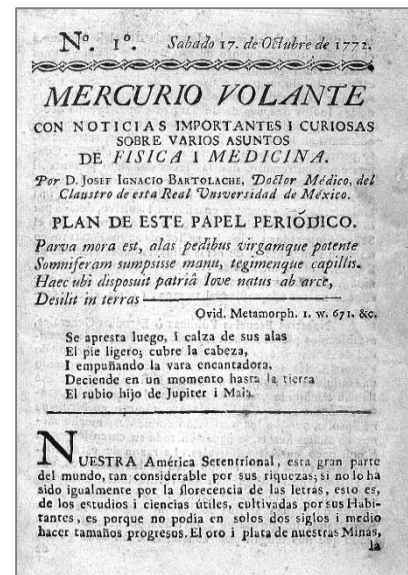 Nº. 1º. Sabado 17. de Octubre de 1772.
MERCURIO VOLANTE
CON NOTICIAS IMPORTANTES I CURIOSAS
SOBRE VARIOS ASUNTOS
DE FISICA I MEDICINA.
Por D. JOSEF IGNACIO BARTOLACHE, Doctor Médico, del
Claustro de esta Real Universidad de México.
PLAN DE ESTE PAPEL PERIÓDICO.
Parva mora est, alas pedibus virgamque potente
Somniferam sumpsisse manu, tegimenque capillis.
Haec ubi disposuit patriâ Iove natus ab arce,
Desilit in terras
Ovid. Metamorph. 1. w. 671. &c.
Se apresta luego, i calza de sus alas
El pie ligero; cubre la cabeza,
I empuñando la vara encantadora,
Deciende en un momento hasta la tierra
El rubio hijo de Jupiter i Maia.
NUESTRA América Setentrional, esta gran parte
del mundo, tan considerable por sus riquezas; si no lo ha
sido igualmente por la florecencia de las letras, esto es,
de los estudios i ciencias útiles, cultivadas por sus Habi-
tantes, es porque no podia en solos dos siglos i medio
hacer tamaños progresos. El oro i plata de nuestras Minas,
la